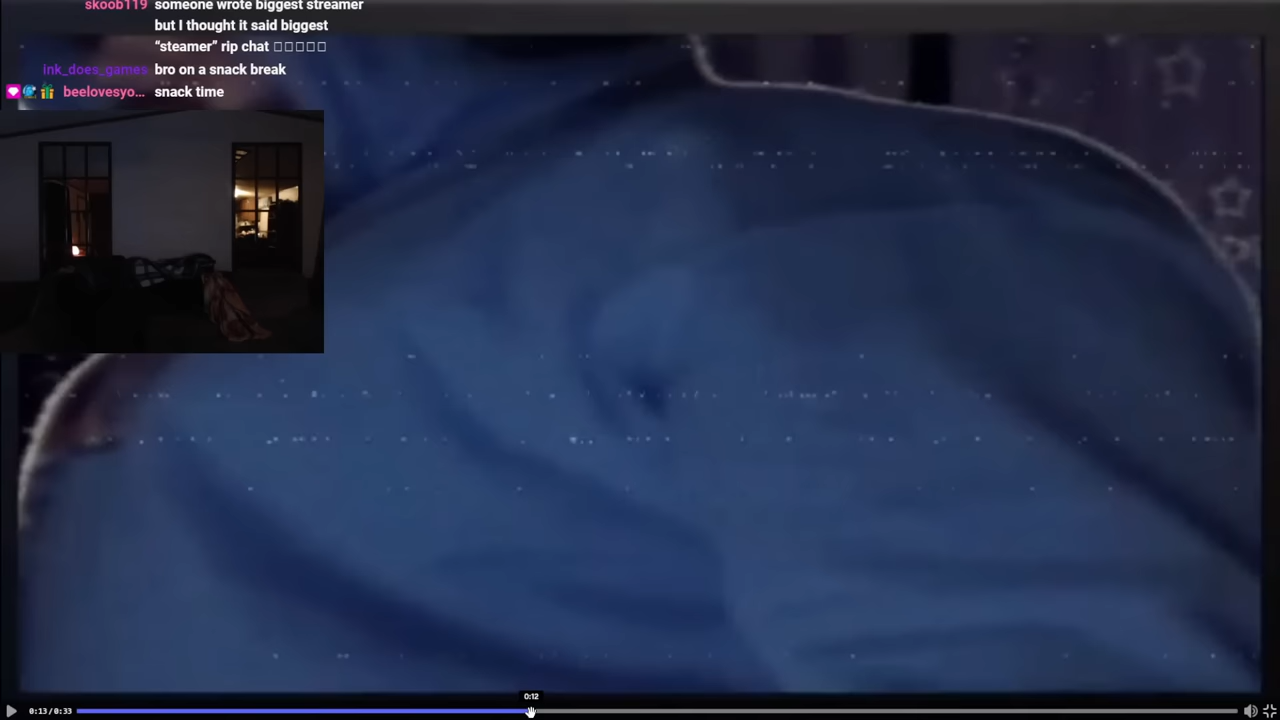 skoob119 someone wrote biggest streamer
but I thought it said biggest
“steamer” rip chat
ink_does_games bro on a snack break
beelovesyo... snack time
0:12
0:13 / 0:33